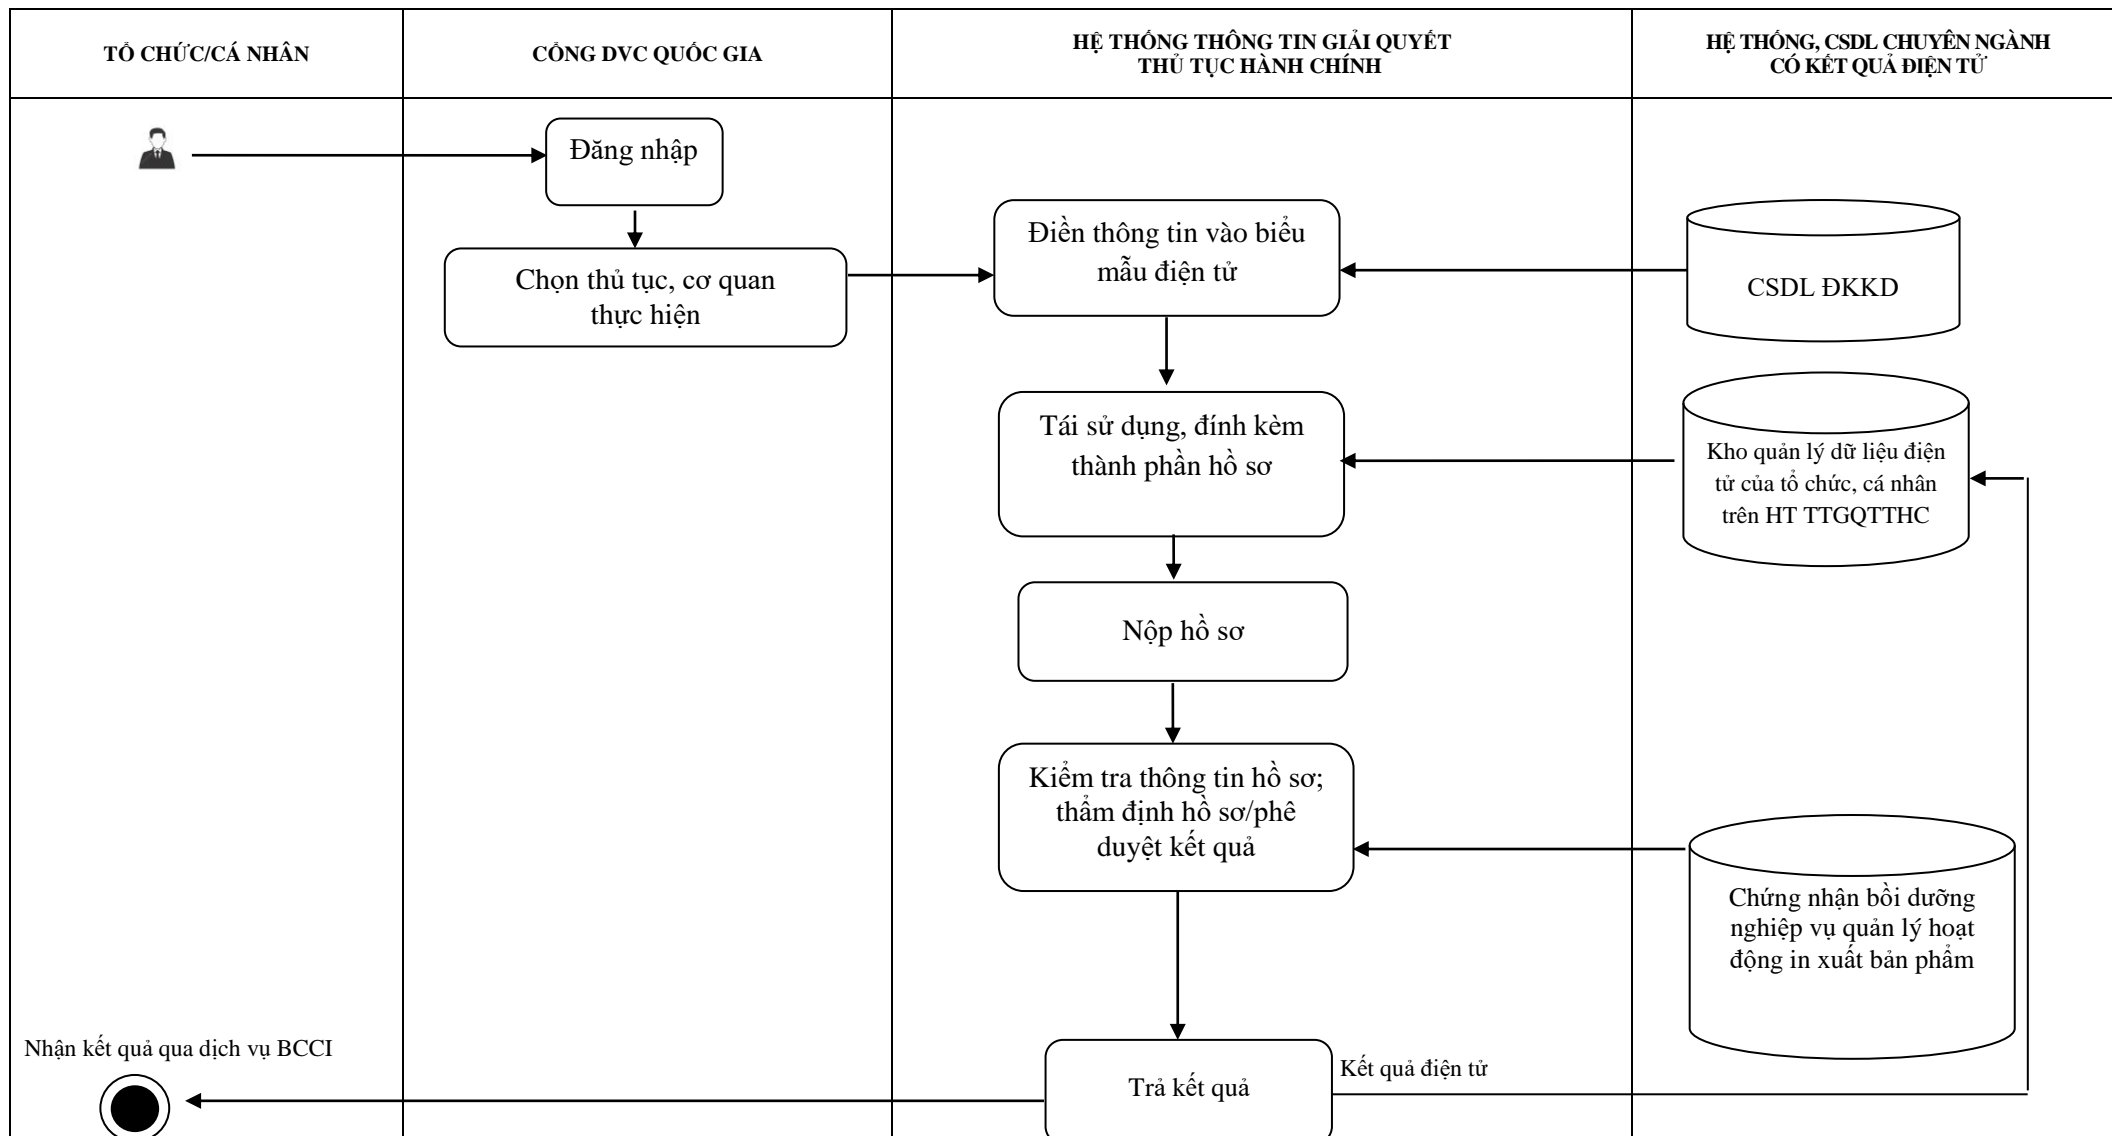 TỔ CHỨC/CÁ NHÂN
CỔNG DVC QUỐC GIA
HỆ THỐNG THÔNG TIN GIẢI QUYẾT
THỦ TỤC HÀNH CHÍNH
HỆ THỐNG, CSDL CHUYÊN NGÀNH
CÓ KẾT QUẢ ĐIỆN TỬ
Đăng nhập
Chọn thủ tục, cơ quan
thực hiện
Điền thông tin vào biểu
mẫu điện tử
CSDL ĐKKD
Tái sử dụng, đính kèm
thành phần hồ sơ
Kho quản lý dữ liệu điện
tử của tổ chức, cá nhân
trên HT TTGQTTHC
Nộp hồ sơ
Kiểm tra thông tin hồ sơ;
thẩm định hồ sơ/phê
duyệt kết quả
Chứng nhận bồi dưỡng
nghiệp vụ quản lý hoạt
động in xuất bản phẩm
Nhận kết quả qua dịch vụ BCCI
Trả kết quả
Kết quả điện tử